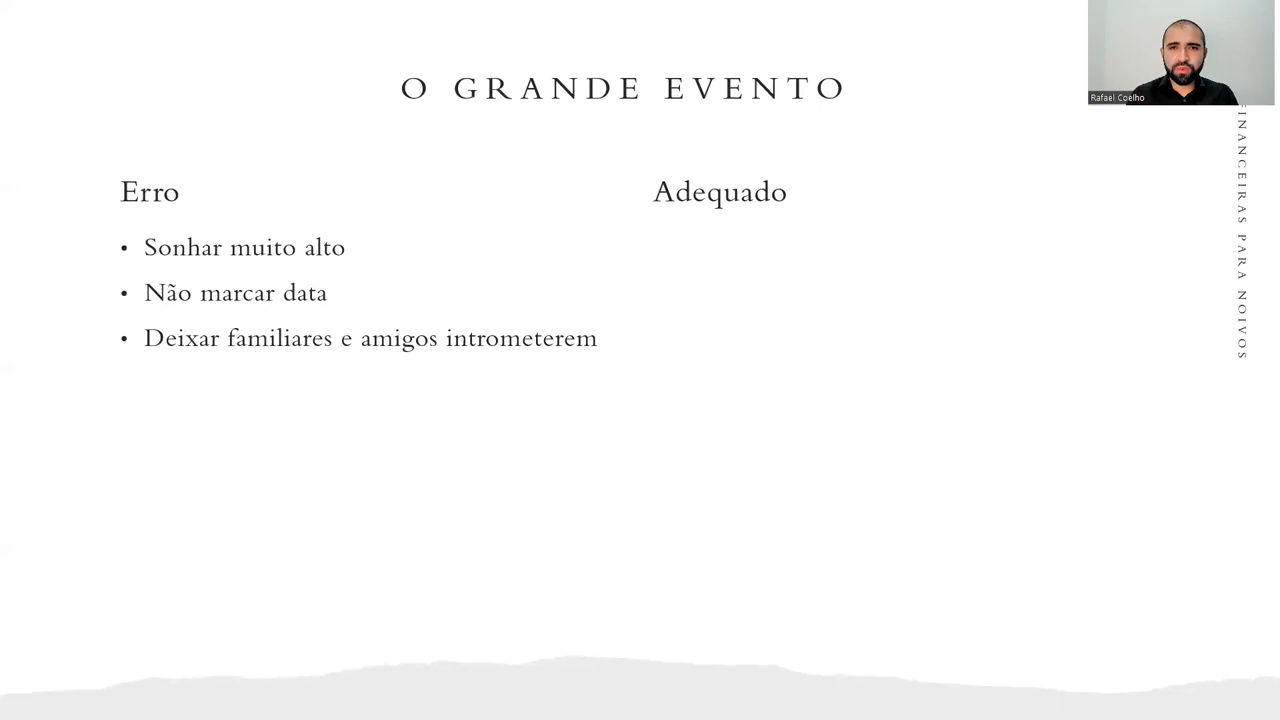 O GRANDE EVENTO
Erro
• Sonhar muito alto
• Não marcar data
• Deixar familiares e amigos intrometerem
Adequado
Rafael Coelho
FINANCEIRAS PARA NOIVOS